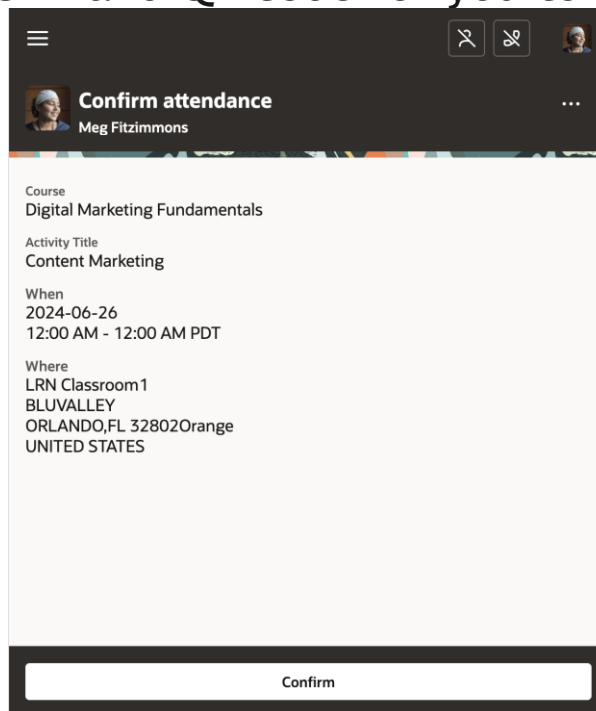 Confirm attendance
Meg Fitzimmons
Course
Digital Marketing Fundamentals
Activity Title
Content Marketing
When
2024-06-26
12:00 AM - 12:00 AM PDT
Where
LRN Classroom1
BLUVALLEY
ORLANDO,FL 32802Orange
UNITED STATES
Confirm